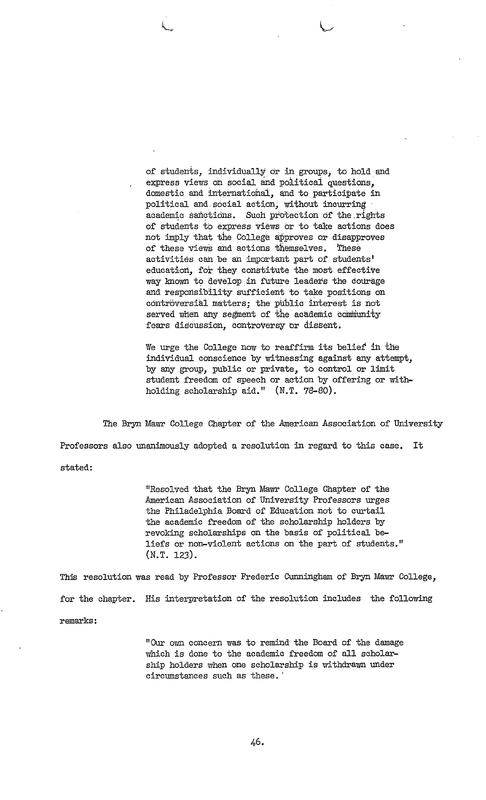 of students, individually or in groups, to hold and
express views on social and political questions,
domestic and international, and to participate in
political and social action, without incurring
academic sanctions. Such protection of the rights
of students to express views or to take actions does
not imply that the College approves or disapproves
of these views and actions themselves. These
activities can be an important part of students'
education, for they constitute the most effective
way known to develop in future leaders the courage
and responsibility sufficient to take positions on
controversial matters; the public interest is not
served when any segment of the academic community
fears discussion, controversy or dissent.
We urge the College now to reaffirm its belief in the
individual conscience by witnessing against any attempt,
by any group, public or private, to control or limit
student freedom of speech or action by offering or with-
holding scholarship aid." (N.T. 78-80).
The Bryn Mawr College Chapter of the American Association of University
Professors also unanimously adopted a resolution in regard to this case. It
stated:
"Resolved that the Bryn Mawr College Chapter of the
American Association of University Professors urges
the Philadelphia Board of Education not to curtail
the academic freedom of the scholarship holders by
revoking scholarships on the basis of political be-
liefs or non-violent actions on the part of students."
(N.T. 123).
This resolution was read by Professor Frederic Cunningham of Bryn Mawr College,
for the chapter. His interpretation of the resolution includes the following
remarks:
"Our own concern was to remind the Board of the damage
which is done to the academic freedom of all scholar-
ship holders when one scholarship is withdrawn under
circumstances such as these.
46.